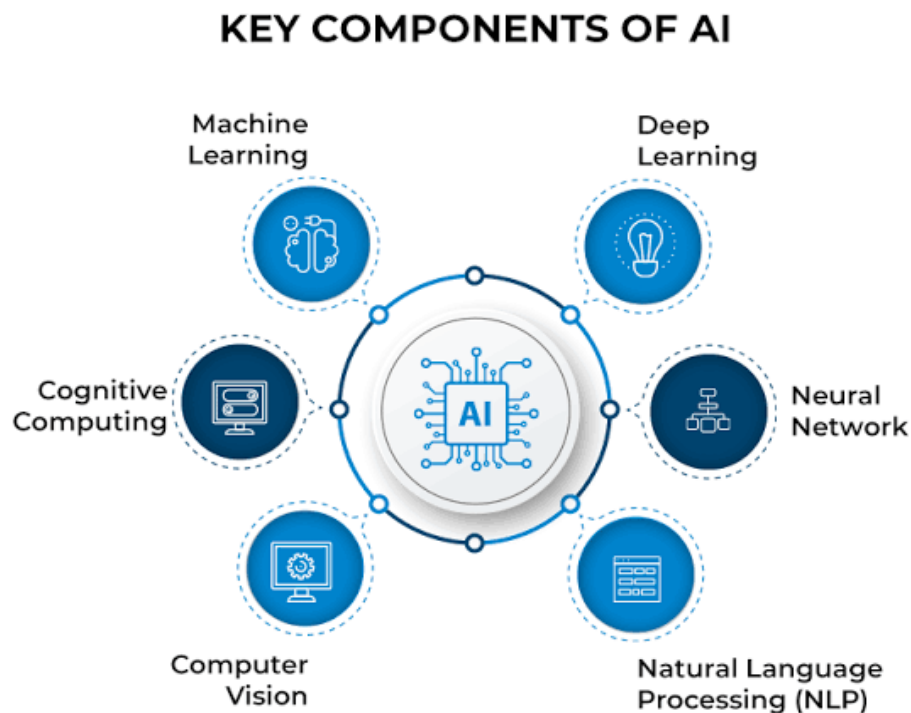 KEY COMPONENTS OF AI
Machine
Learning
Deep
Learning
Cognitive
Computing
AI
Neural
Network
Computer
Vision
Natural Language
Processing (NLP)